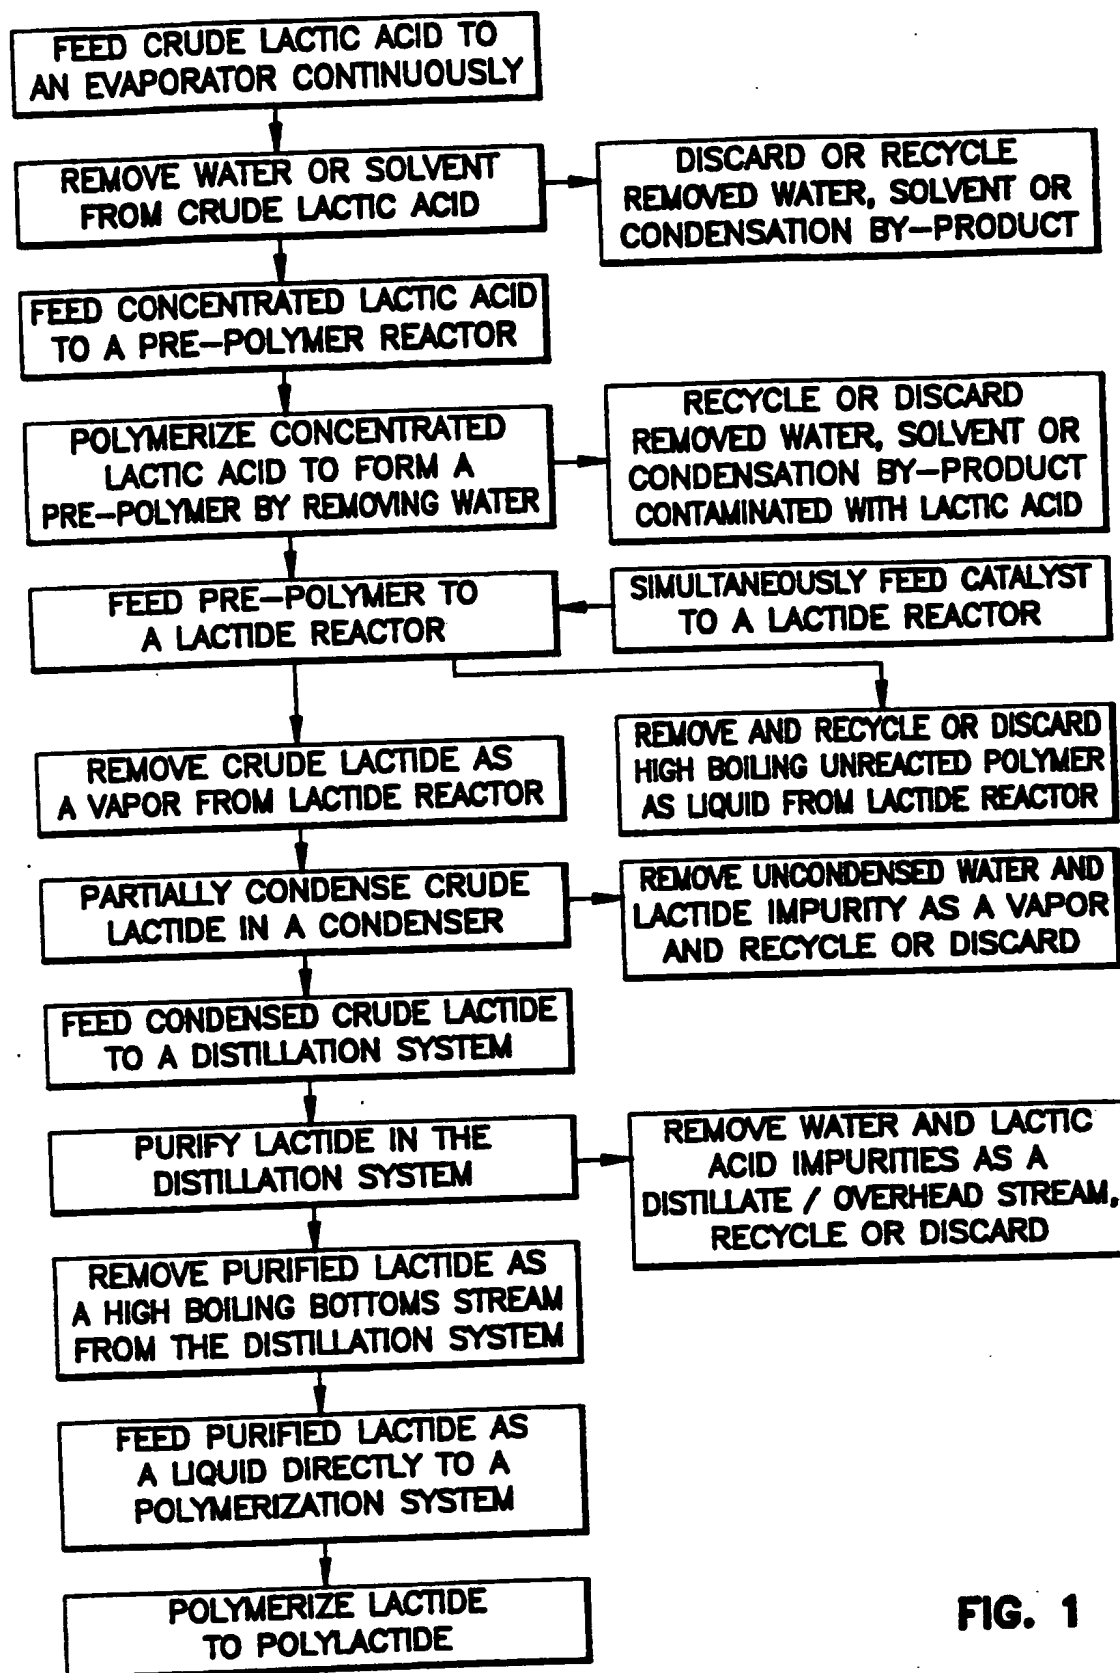 FEED CRUDE LACTIC ACID TO
AN EVAPORATOR CONTINUOUSLY
REMOVE WATER OR SOLVENT
FROM CRUDE LACTIC ACID
DISCARD OR RECYCLE
REMOVED WATER, SOLVENT OR
CONDENSATION BY-PRODUCT
FEED CONCENTRATED LACTIC ACID
TO A PRE-POLYMER REACTOR
POLYMERIZE CONCENTRATED
LACTIC ACID TO FORM A
PRE-POLYMER BY REMOVING WATER
RECYCLE OR DISCARD
REMOVED WATER, SOLVENT OR
CONDENSATION BY-PRODUCT
CONTAMINATED WITH LACTIC ACID
FEED PRE-POLYMER TO
A LACTIDE REACTOR
SIMULTANEOUSLY FEED CATALYST
TO A LACTIDE REACTOR
REMOVE AND RECYCLE OR DISCARD
HIGH BOILING UNREACTED POLYMER
AS LIQUID FROM LACTIDE REACTOR
REMOVE CRUDE LACTIDE AS
A VAPOR FROM LACTIDE REACTOR
PARTIALLY CONDENSE CRUDE
LACTIDE IN A CONDENSER
REMOVE UNCONDENSED WATER AND
LACTIDE IMPURITY AS A VAPOR
AND RECYCLE OR DISCARD
FEED CONDENSED CRUDE LACTIDE
TO A DISTILLATION SYSTEM
PURIFY LACTIDE IN THE
DISTILLATION SYSTEM
REMOVE WATER AND LACTIC
ACID IMPURITIES AS A
DISTILLATE / OVERHEAD STREAM,
RECYCLE OR DISCARD
REMOVE PURIFIED LACTIDE AS
A HIGH BOILING BOTTOMS STREAM
FROM THE DISTILLATION SYSTEM
FEED PURIFIED LACTIDE AS
A LIQUID DIRECTLY TO A
POLYMERIZATION SYSTEM
POLYMERIZE LACTIDE
TO POLYLACTIDE
FIG. 1